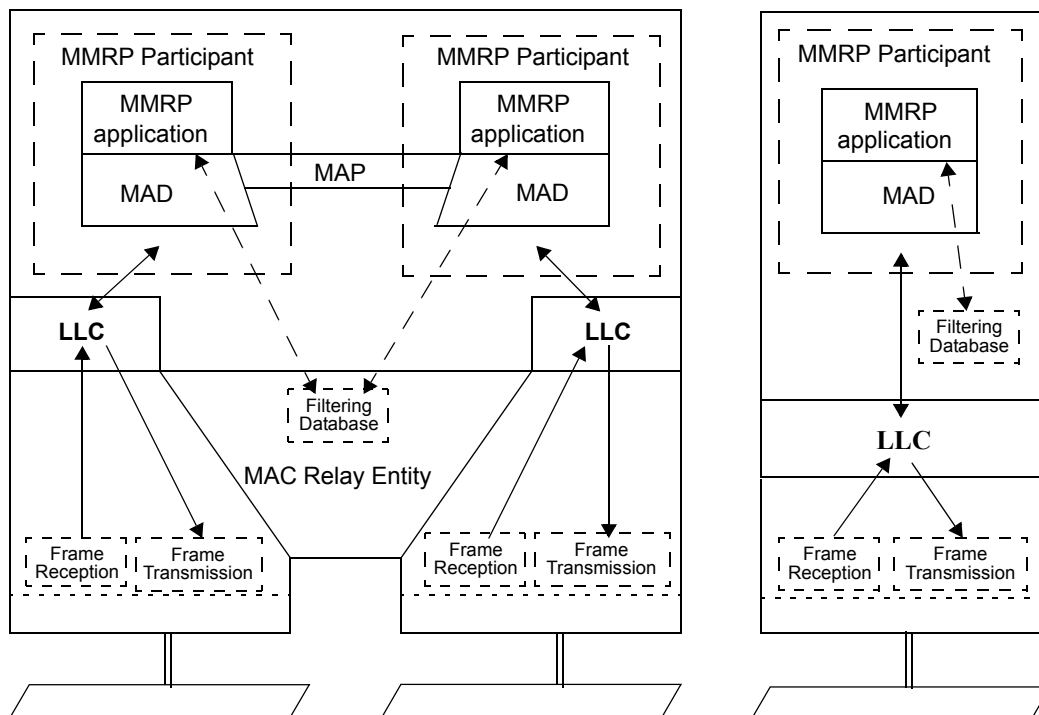 MMRP Participant
MMRP
application
MAD
MAP
MMRP Participant
MMRP
application
MAD
LLC
LLC
Filtering
Database
MAC Relay Entity
Frame
Reception
Frame
Transmission
Frame
Reception
Frame
Transmission
MMRP Participant
MMRP
application
MAD
Filtering
Database
LLC
Frame
Reception
Frame
Transmission